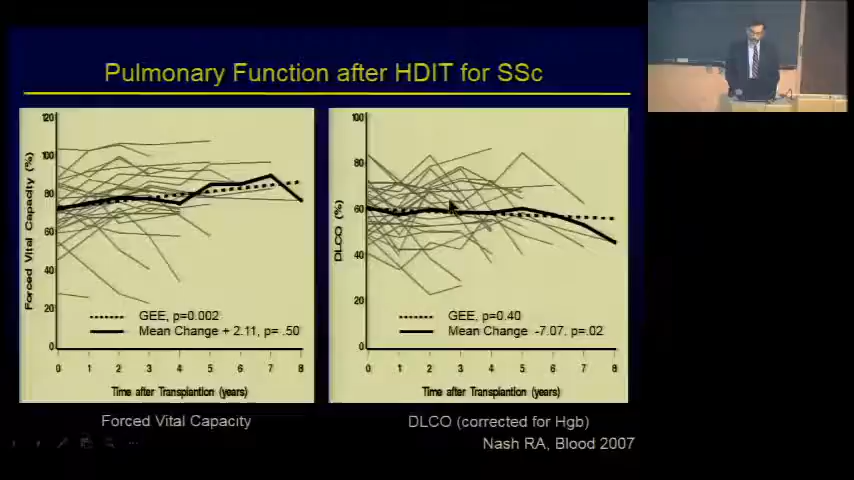 Pulmonary Function after HDIT for SSc
Forced Vital Capacity (%)
120
100
80
60
40
20
0
GEE, p=0.002
Mean Change + 2.11, p= .50
0 1 2 3 4 5 6 7 8
Time after Transplantion (years)
Forced Vital Capacity
DLCO (%)
100
80
60
40
20
0
GEE, p=0.40
Mean Change -7.07. p=.02
0 1 2 3 4 5 6 7 8
Time after Transplantion (years)
DLCO (corrected for Hgb)
Nash RA, Blood 2007